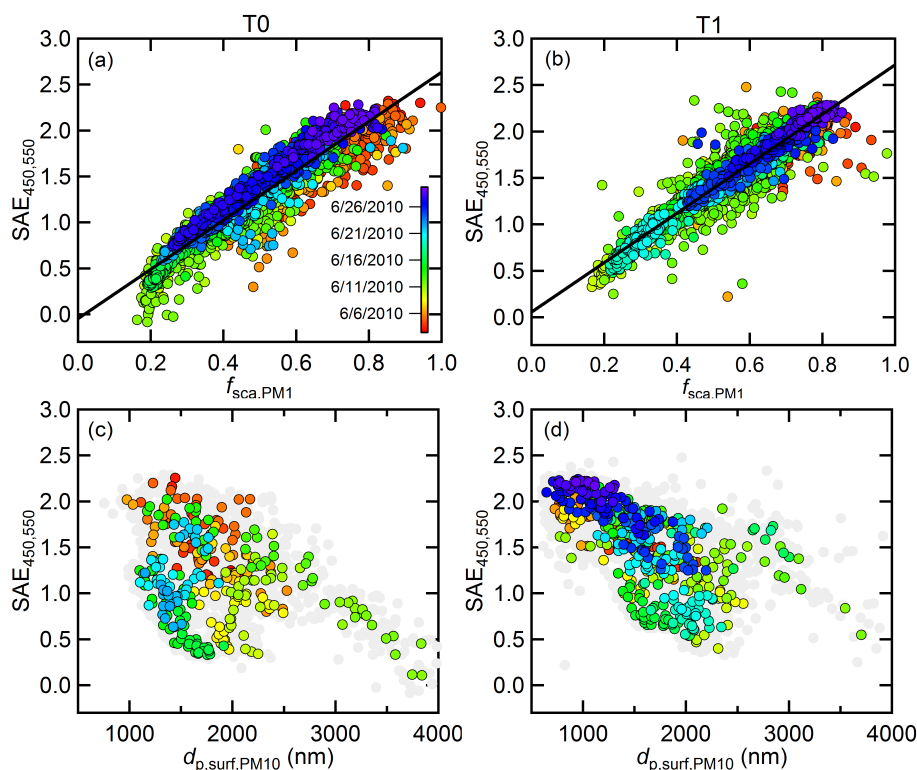 T0 T1
(a) (b)
3.0 2.5 2.0 1.5 1.0 0.5 0.0
SAE450,550
0.0 0.2 0.4 0.6 0.8 1.0
fsca.PM1
6/26/2010
6/21/2010
6/16/2010
6/11/2010
6/6/2010
3.0 2.5 2.0 1.5 1.0 0.5 0.0
SAE450,550
0.0 0.2 0.4 0.6 0.8 1.0
fsca.PM1
(c) (d)
3.0 2.5 2.0 1.5 1.0 0.5 0.0
SAE450,550
1000 2000 3000 4000
dp,surf,PM10 (nm)
3.0 2.5 2.0 1.5 1.0 0.5 0.0
SAE450,550
1000 2000 3000 4000
dp,surf,PM10 (nm)